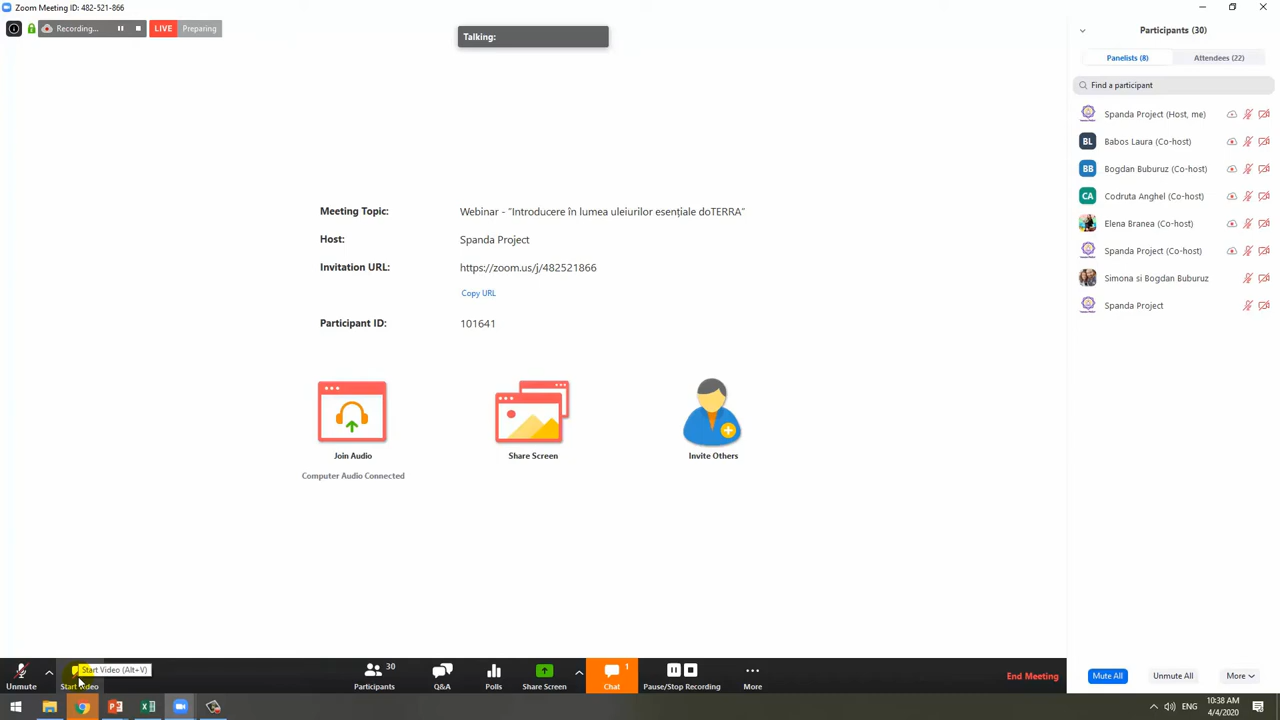 Zoom Meeting ID: 482-521-866
Recording...
LIVE
Preparing
Talking:
Participants (30)
Panelists (8)
Attendees (22)
Find a participant
Spanda Project (Host, me)
BL
Babos Laura (Co-host)
BB
Bogdan Buburuz (Co-host)
CA
Codruta Anghel (Co-host)
Elena Branea (Co-host)
Spanda Project (Co-host)
Simona si Bogdan Buburuz
Spanda Project
Meeting Topic:
Webinar - "Introducere în lumea uleiurilor esențiale doTERRA"
Host:
Spanda Project
Invitation URL:
https://zoom.us/j/482521866
Copy URL
Participant ID:
101641
Join Audio
Computer Audio Connected
Share Screen
Invite Others
Start Video (Alt+V)
Unmute
Start Video
30
Participants
Q&A
Polls
Share Screen
1
Chat
Pause/Stop Recording
More
End Meeting
Mute All
Unmute All
More
ENG
10:38 AM
4/4/2020